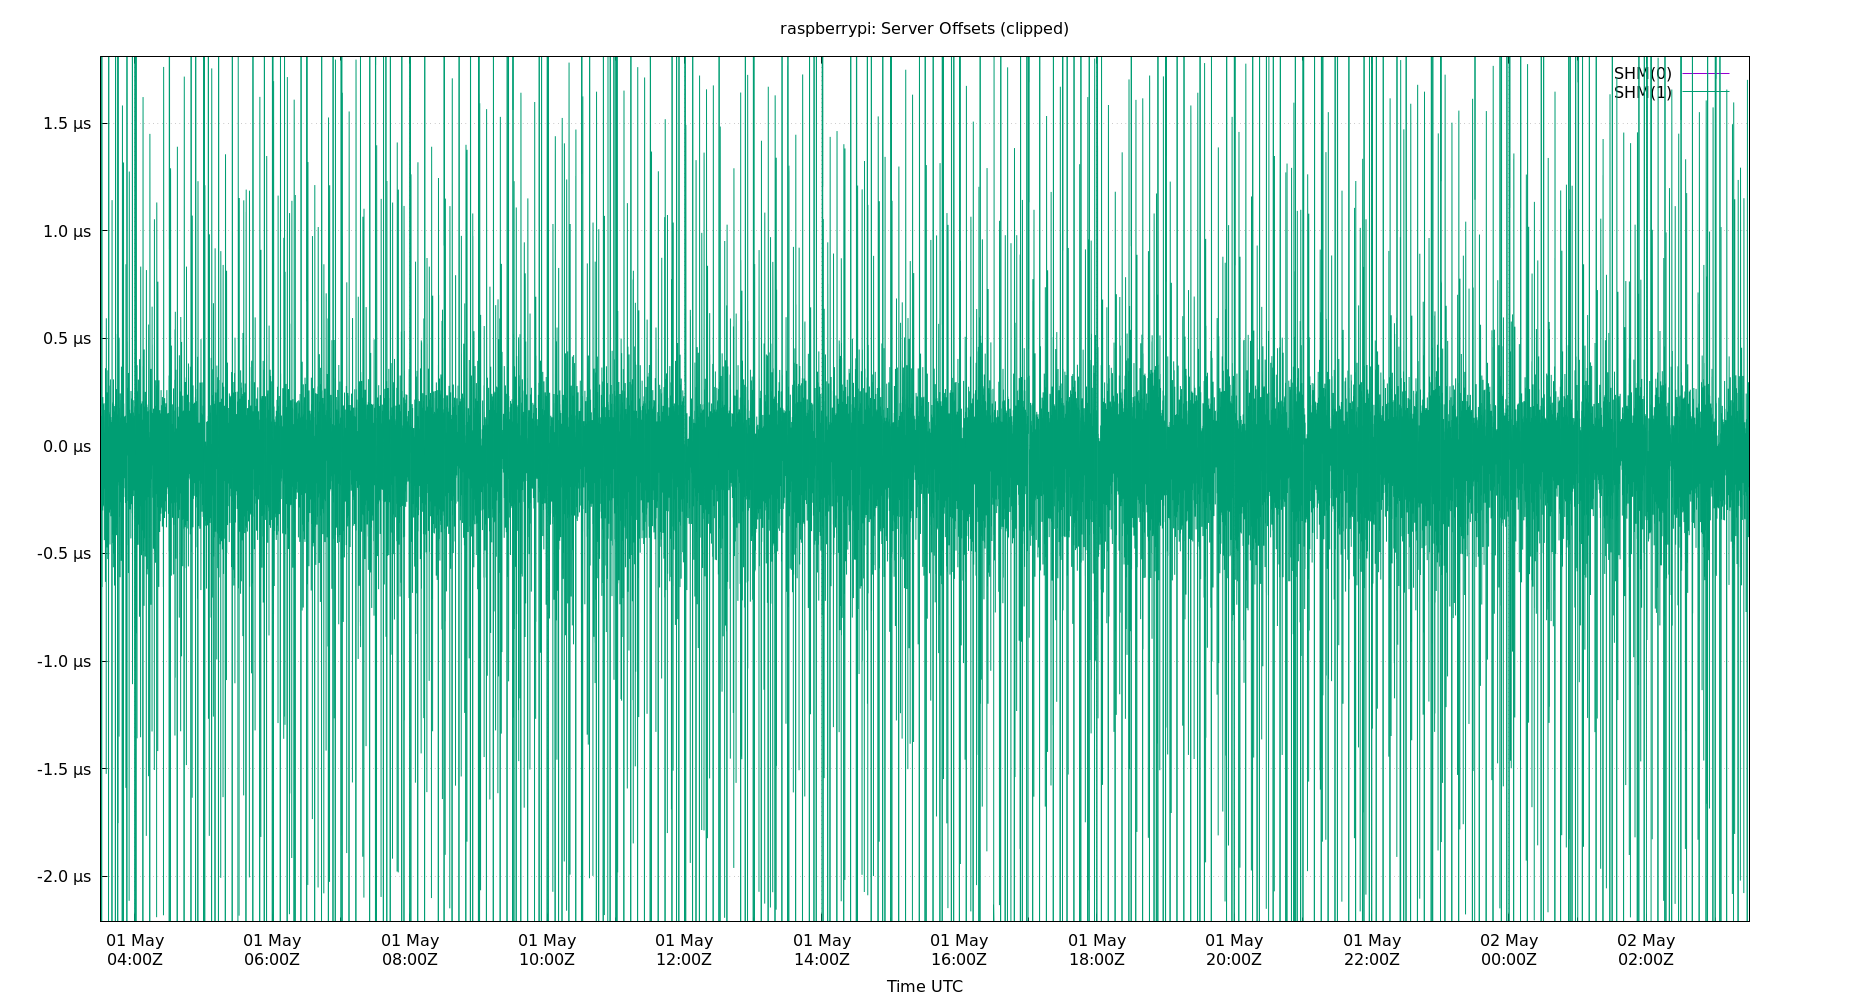 raspberrypi: Server Offsets (clipped)
SHM(0)
SHM(1)
1.5 µs
1.0 µs
0.5 µs
0.0 µs
-0.5 µs
-1.0 µs
-1.5 µs
-2.0 µs
01 May 01 May 01 May 01 May 01 May 01 May 01 May 01 May 01 May 01 May 02 May 02 May
04:00Z 06:00Z 08:00Z 10:00Z 12:00Z 14:00Z 16:00Z 18:00Z 20:00Z 22:00Z 00:00Z 02:00Z
Time UTC